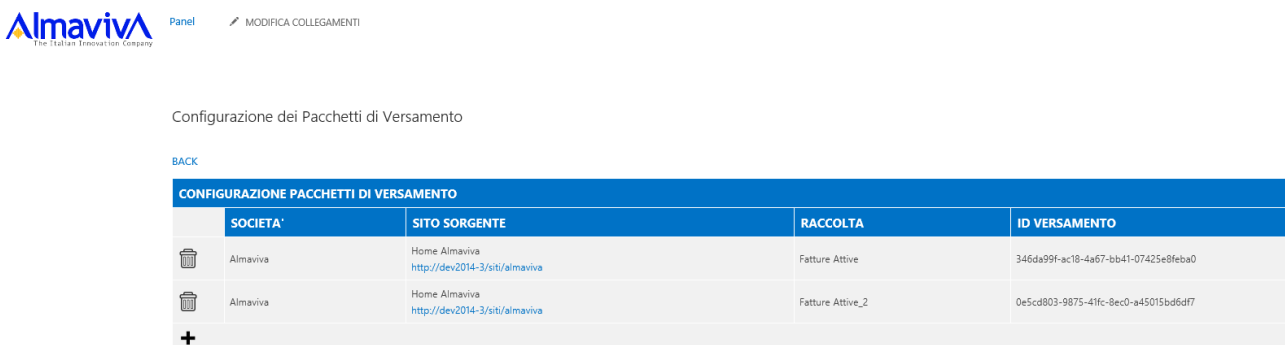 AlmavivA
The Italian Innovation Company
Panel
MODIFICA COLLEGAMENTI
Configurazione dei Pacchetti di Versamento
BACK
CONFIGURAZIONE PACCHETTI DI VERSAMENTO
SOCIETA' SITO SORGENTE RACCOLTA ID VERSAMENTO
Home Almaviva
Almaviva Fatture Attive 346da99f-ac18-4a67-bb41-07425e8feba0
http://dev2014-3/siti/almaviva
Home Almaviva
Almaviva Fatture Attive_2 0e5cd803-9875-41fc-8ec0-a45015bd6df7
http://dev2014-3/siti/almaviva